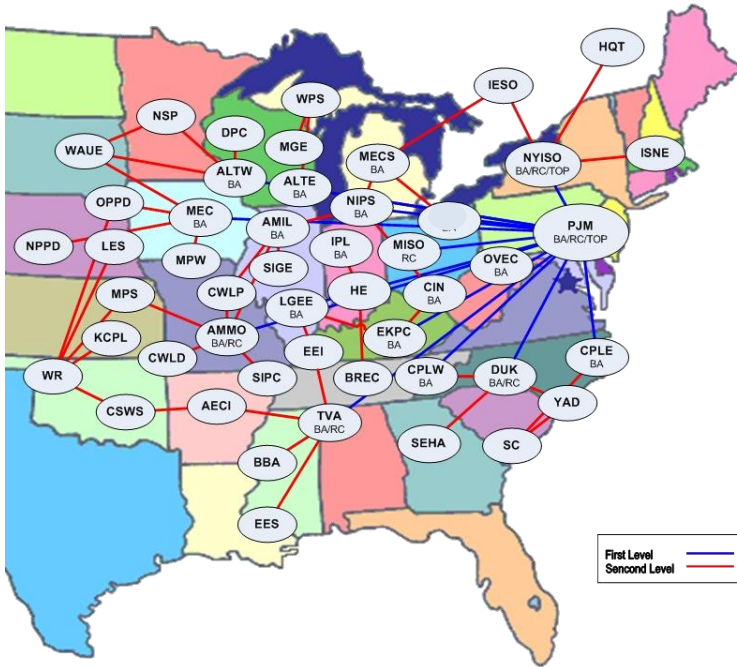 HQT
IESO
WPS
NSP
DPC
MGE
WAUE
MECS
BA
NYISO
BA/RC/TOP
ISNE
ALTW
BA
ALTE
BA
OPPD
MEC
BA
NIPS
BA
AMIL
BA
PJM
BA/RC/TOP
NPPD
LES
MPW
IPL
BA
MISO
RC
OVEC
BA
SIGE
MPS
CWLP
HE
CIN
BA
LGEE
BA
KCPL
AMMO
BA/RC
EKPC
BA
EEI
CWLD
CPLE
BA
WR
SIPC
BREC
CPLW
BA
DUK
BA/RC
YAD
CSWS
AECI
TVA
BA/RC
SEHA
SC
BBA
EES
First Level
Sencond Level